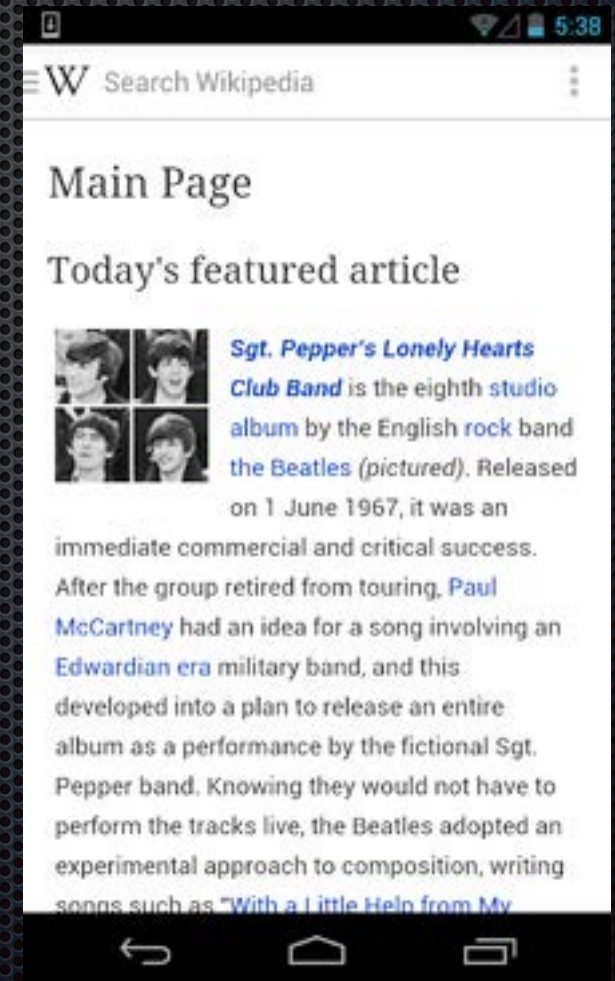 5:38
W Search Wikipedia
Main Page
Today's featured article
Sgt. Pepper's Lonely Hearts
Club Band is the eighth studio
album by the English rock band
the Beatles (pictured). Released
on 1 June 1967, it was an
immediate commercial and critical success.
After the group retired from touring, Paul
McCartney had an idea for a song involving an
Edwardian era military band, and this
developed into a plan to release an entire
album as a performance by the fictional Sgt.
Pepper band. Knowing they would not have to
perform the tracks live, the Beatles adopted an
experimental approach to composition, writing
songs such as "With a Little Help from My